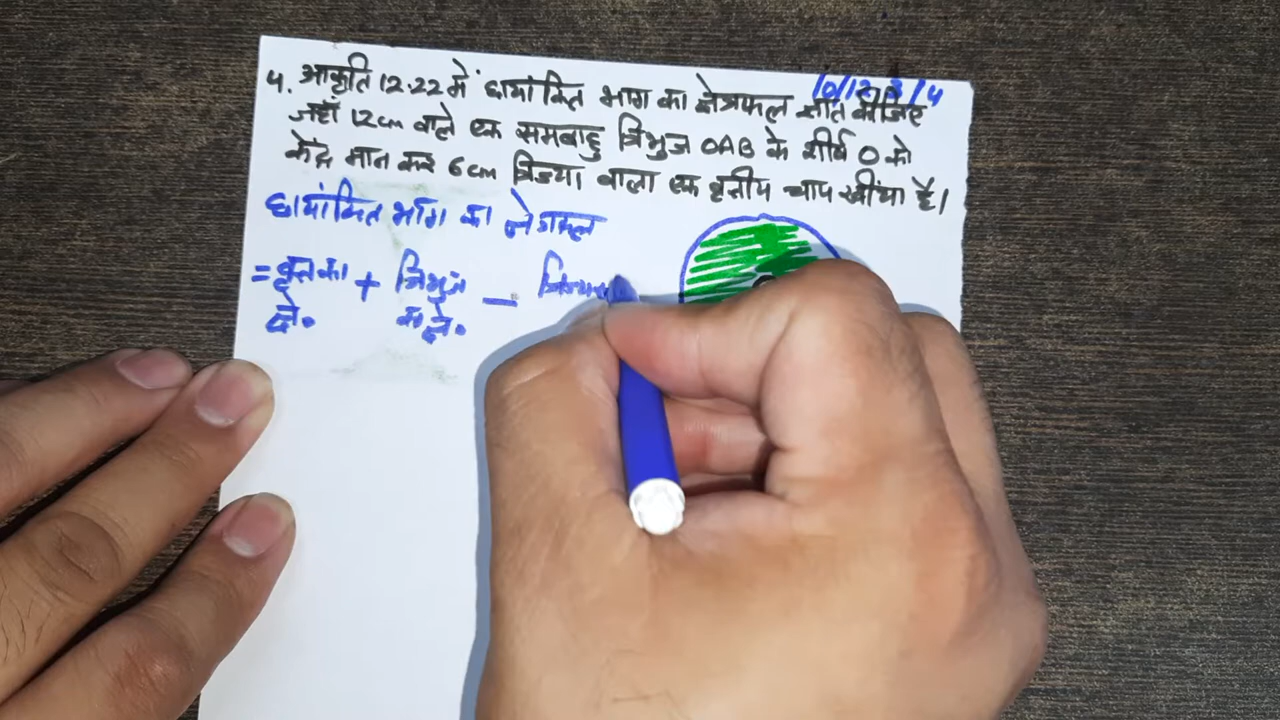 10/12.3/4
4. आकृति 12.22 में छायांकित भाग का क्षेत्रफल ज्ञात कीजिए
जहाँ 12cm वाले एक समबाहु त्रिभुज OAB के शीर्ष O को
केंद्र मान कर 6cm त्रिज्या वाला एक वृत्तीय चाप खींचा है।
छायांकित भाग का क्षेत्रफल
= वृत्त का + त्रिभुज -
क्षे० का क्षे०